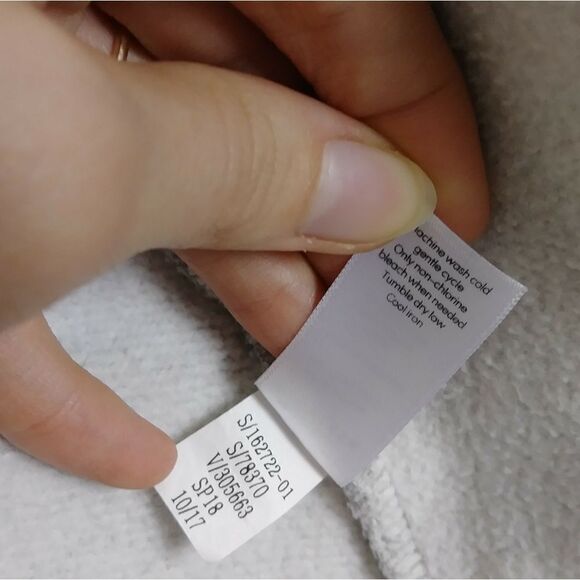 achine wash cold
gentle cycle
Only non-chlorine
bleach when needed
Tumble dry low
Cool iron
S/162722-01
S/78370
V/305663
SP18
10/17